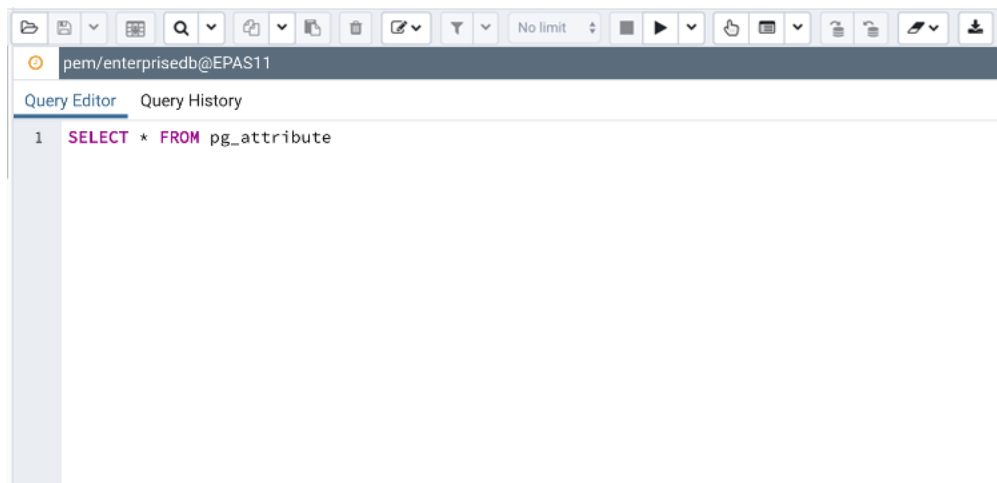 No limit
pem/enterprisedb@EPAS11
Query Editor Query History
1 SELECT * FROM pg_attribute